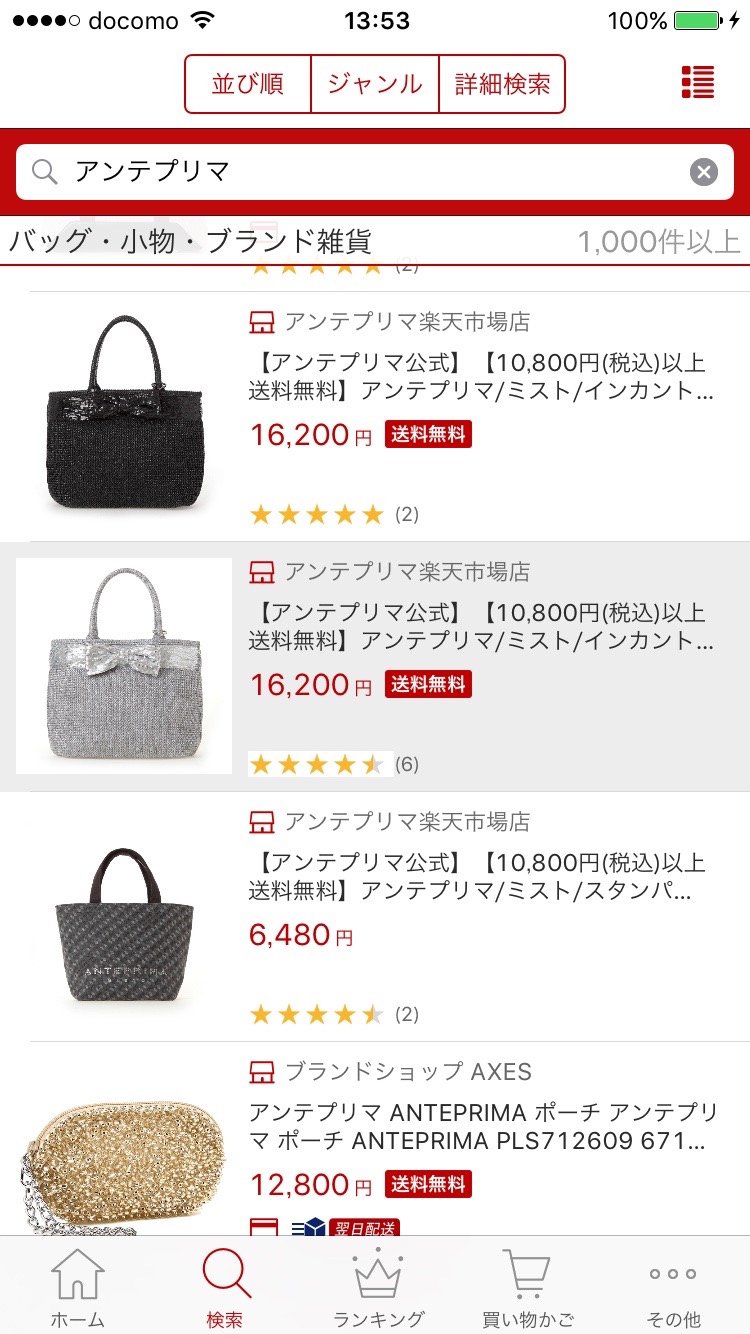 docomo 13:53 100%
並び順 ジャンル 詳細検索
アンテプリマ
バッグ・小物・ブランド雑貨 1,000件以上
(2)
アンテプリマ楽天市場店
【アンテプリマ公式】【10,800円(税込)以上
送料無料】アンテプリマ/ミスト/インカント...
16,200円 送料無料
(2)
アンテプリマ楽天市場店
【アンテプリマ公式】【10,800円(税込)以上
送料無料】アンテプリマ/ミスト/インカント...
16,200円 送料無料
(6)
アンテプリマ楽天市場店
【アンテプリマ公式】【10,800円(税込)以上
送料無料】アンテプリマ/ミスト/スタンパ...
6,480円
ANTEPRIMA
(2)
ブランドショップ AXES
アンテプリマ ANTEPRIMA ポーチ アンテプリ
マ ポーチ ANTEPRIMA PLS712609 671...
12,800円 送料無料
翌日配送
ホーム 検索 ランキング 買い物かご その他